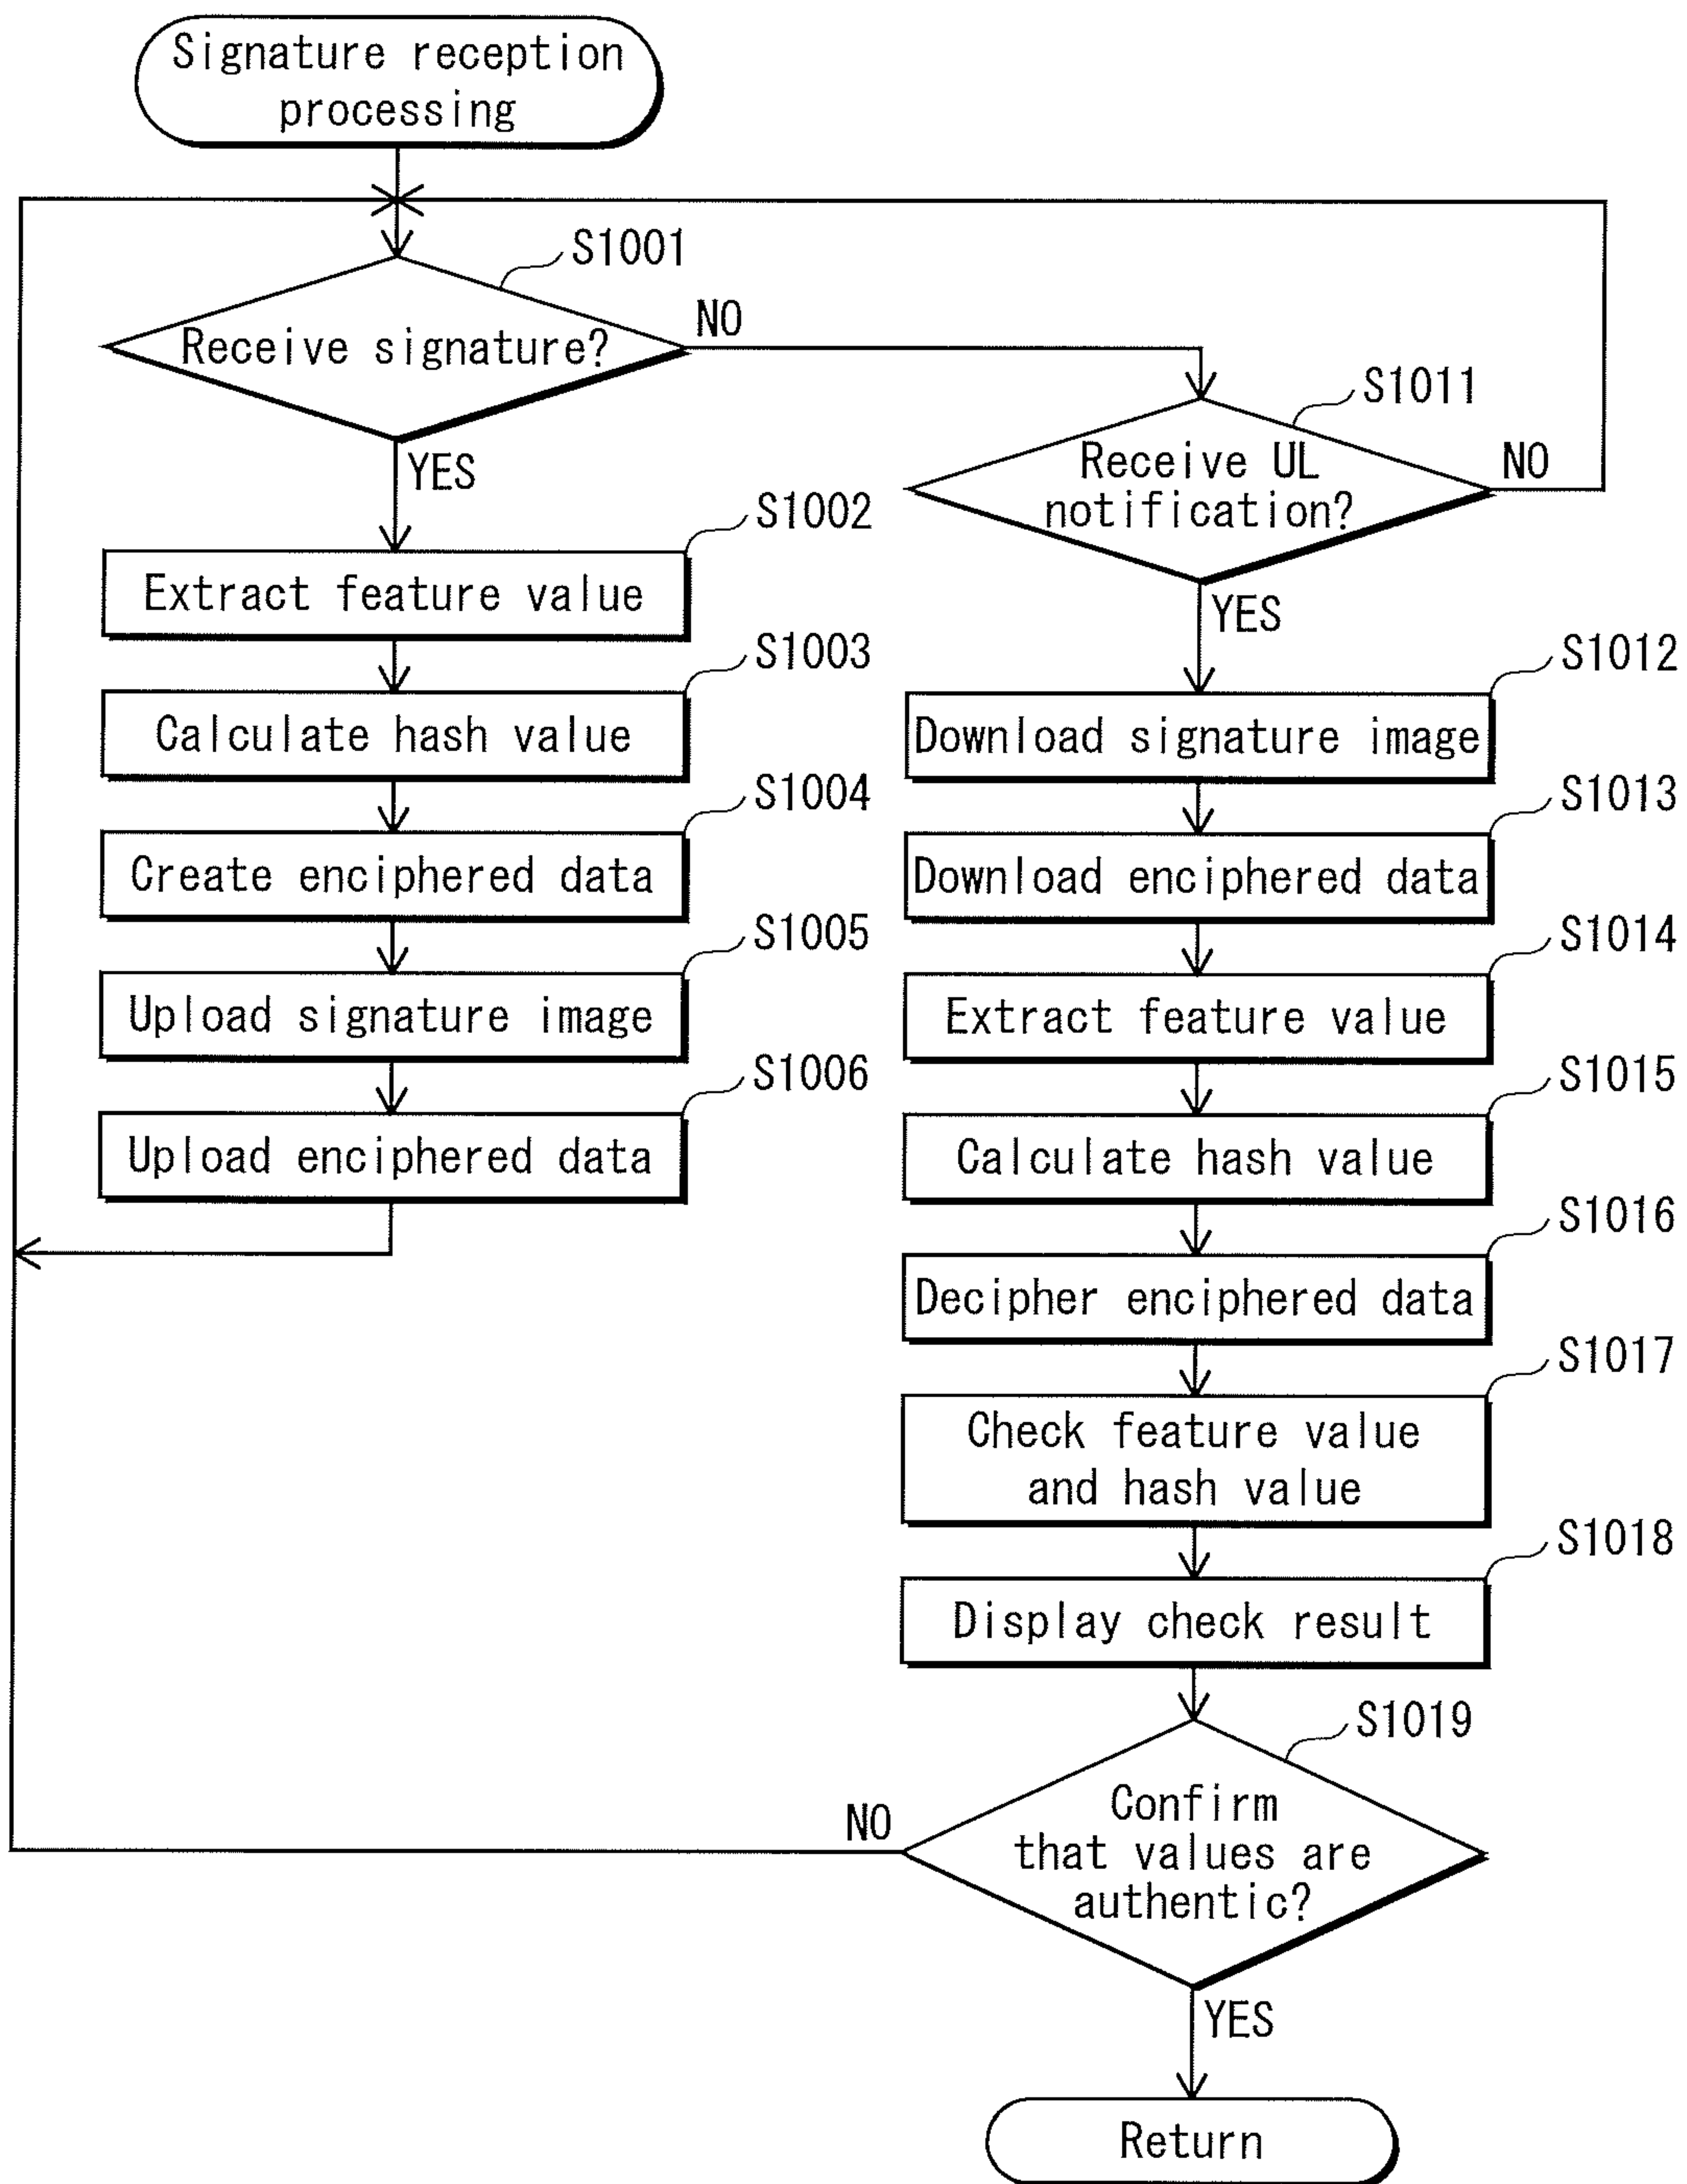 Signature reception
processing
S1001
Receive signature?
NO
YES
S1002
Extract feature value
S1003
Calculate hash value
S1004
Create enciphered data
S1005
Upload signature image
S1006
Upload enciphered data
S1011
Receive UL
notification?
NO
YES
S1012
Download signature image
S1013
Download enciphered data
S1014
Extract feature value
S1015
Calculate hash value
S1016
Decipher enciphered data
S1017
Check feature value
and hash value
S1018
Display check result
S1019
Confirm
that values are
authentic?
NO
YES
Return